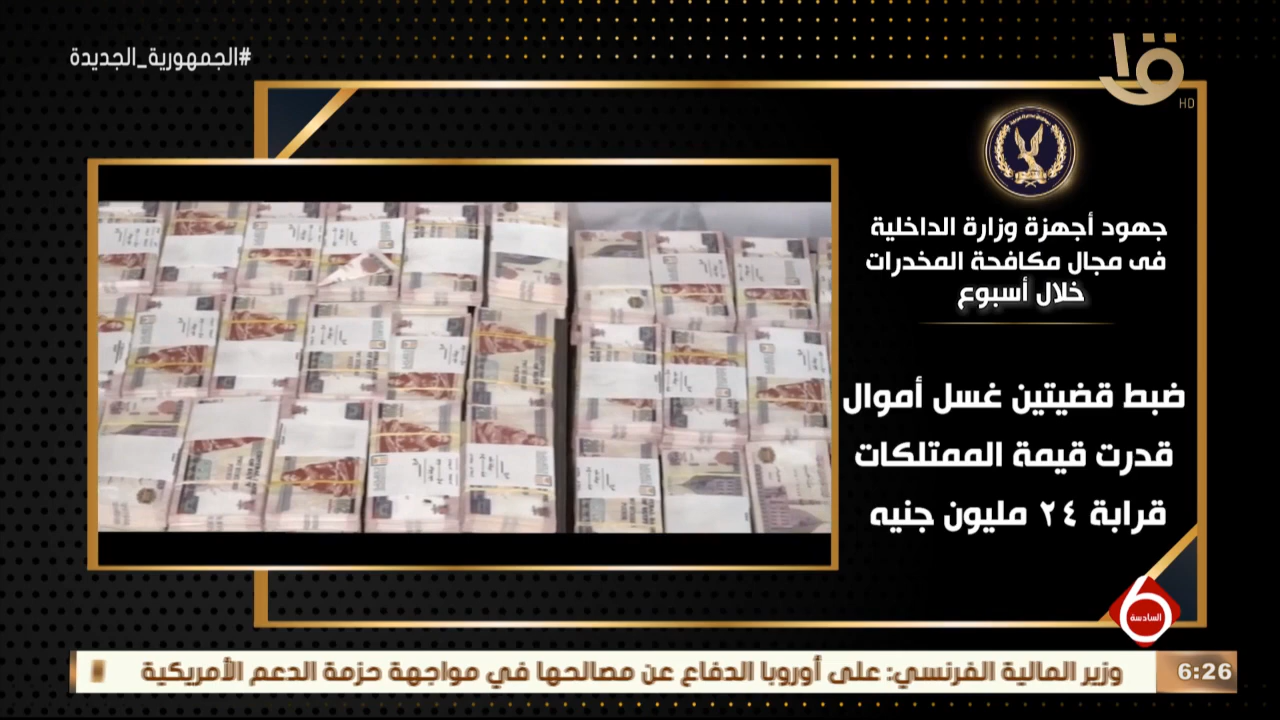 #الجمهورية_الجديدة
HD
جهود أجهزة وزارة الداخلية
فى مجال مكافحة المخدرات
خلال أسبوع
ضبط قضيتين غسل أموال
قدرت قيمة الممتلكات
قرابة ٢٤ مليون جنيه
6
السادسة
وزير المالية الفرنسي: على أوروبا الدفاع عن مصالحها في مواجهة حزمة الدعم الأمريكية
6:26